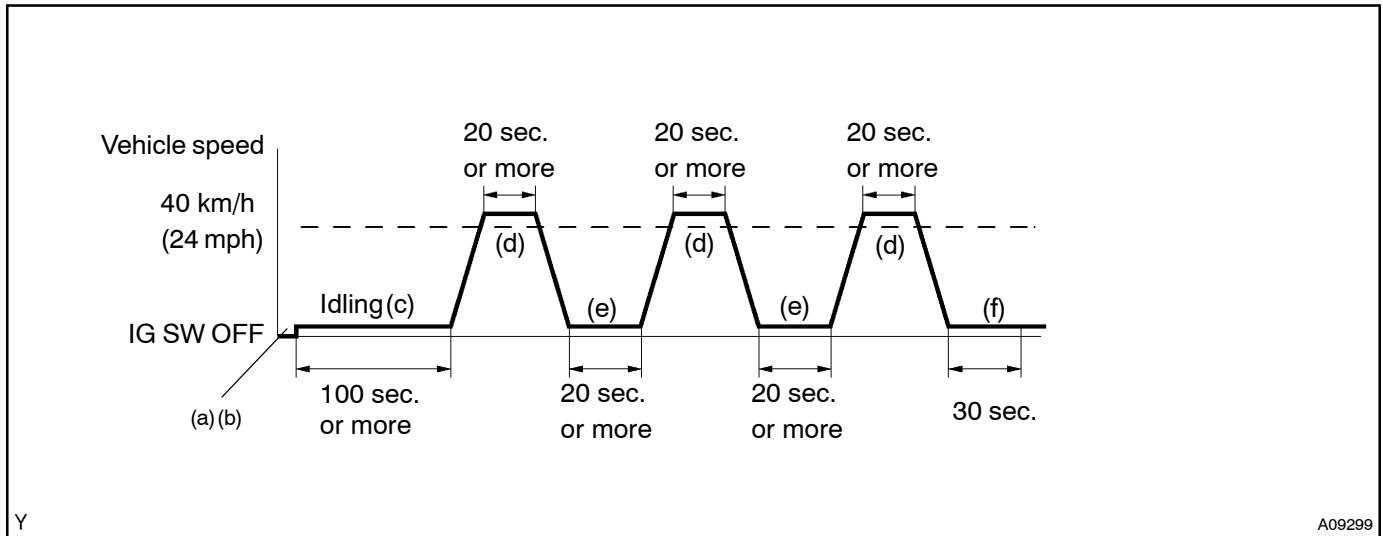 20 sec.
or more
20 sec.
or more
20 sec.
or more
Vehicle speed
40 km/h
(24 mph)
(d)
(d)
(d)
Idling (c)
(e)
(e)
(f)
IG SW OFF
(a) (b)
100 sec.
or more
20 sec.
or more
20 sec.
or more
30 sec.
Y
A09299